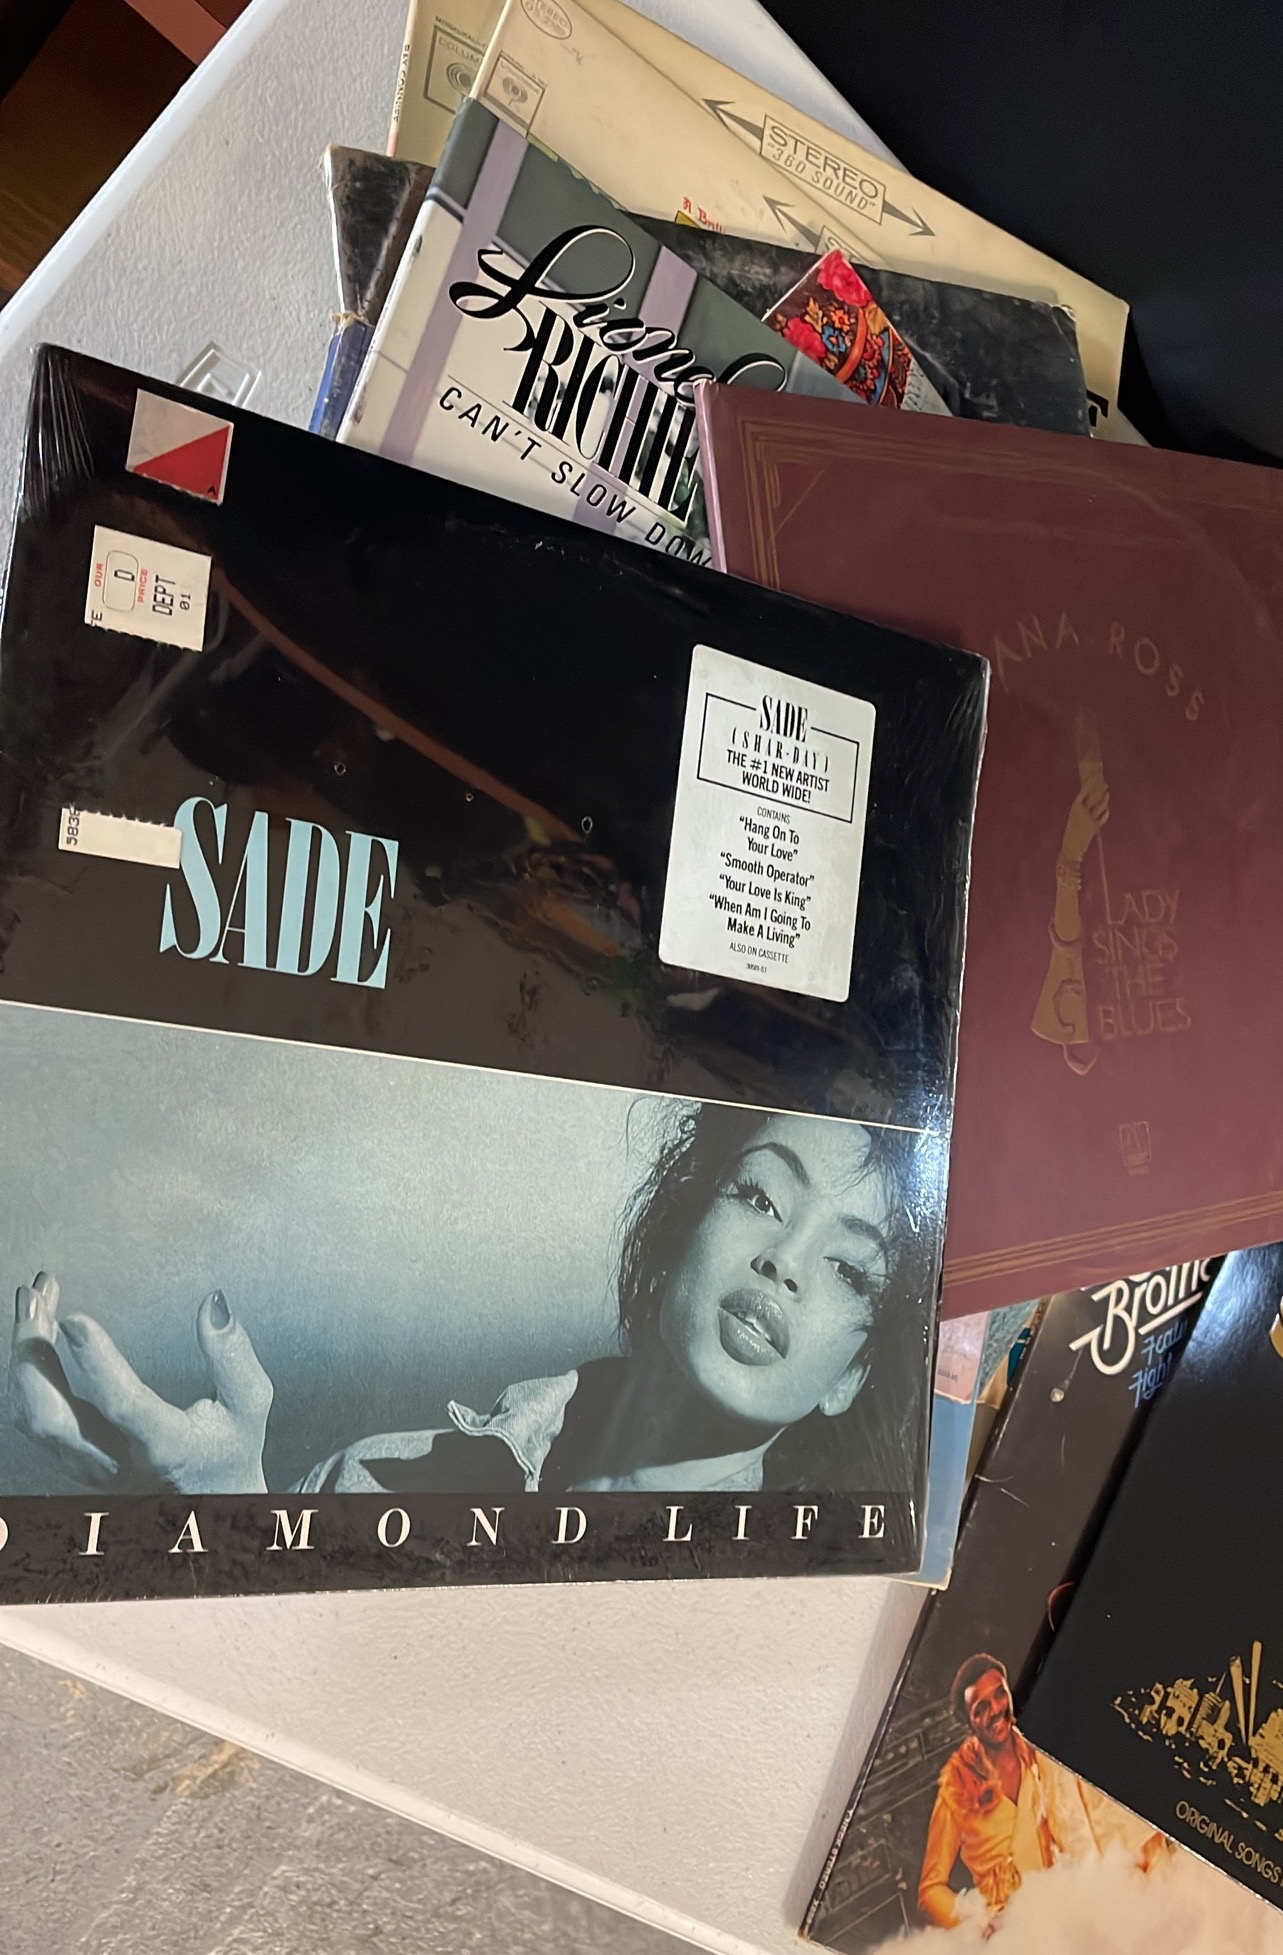 STEREO
"360 SOUND"
Lionel
RICHIE
CAN'T SLOW DOW
OUR
D
PRICE
DEPT
01
SADE
(SHAR-DAY)
THE #1 NEW ARTIST
WORLD WIDE!
CONTAINS
"Hang On To
Your Love"
"Smooth Operator"
"Your Love Is King"
"When Am I Going To
Make A Living"
ALSO ON CASSETTE
5838
SADE
DIAMOND LIFE
ANA ROSS
LADY
SINGS
THE
BLUES
ORIGINAL SONGS